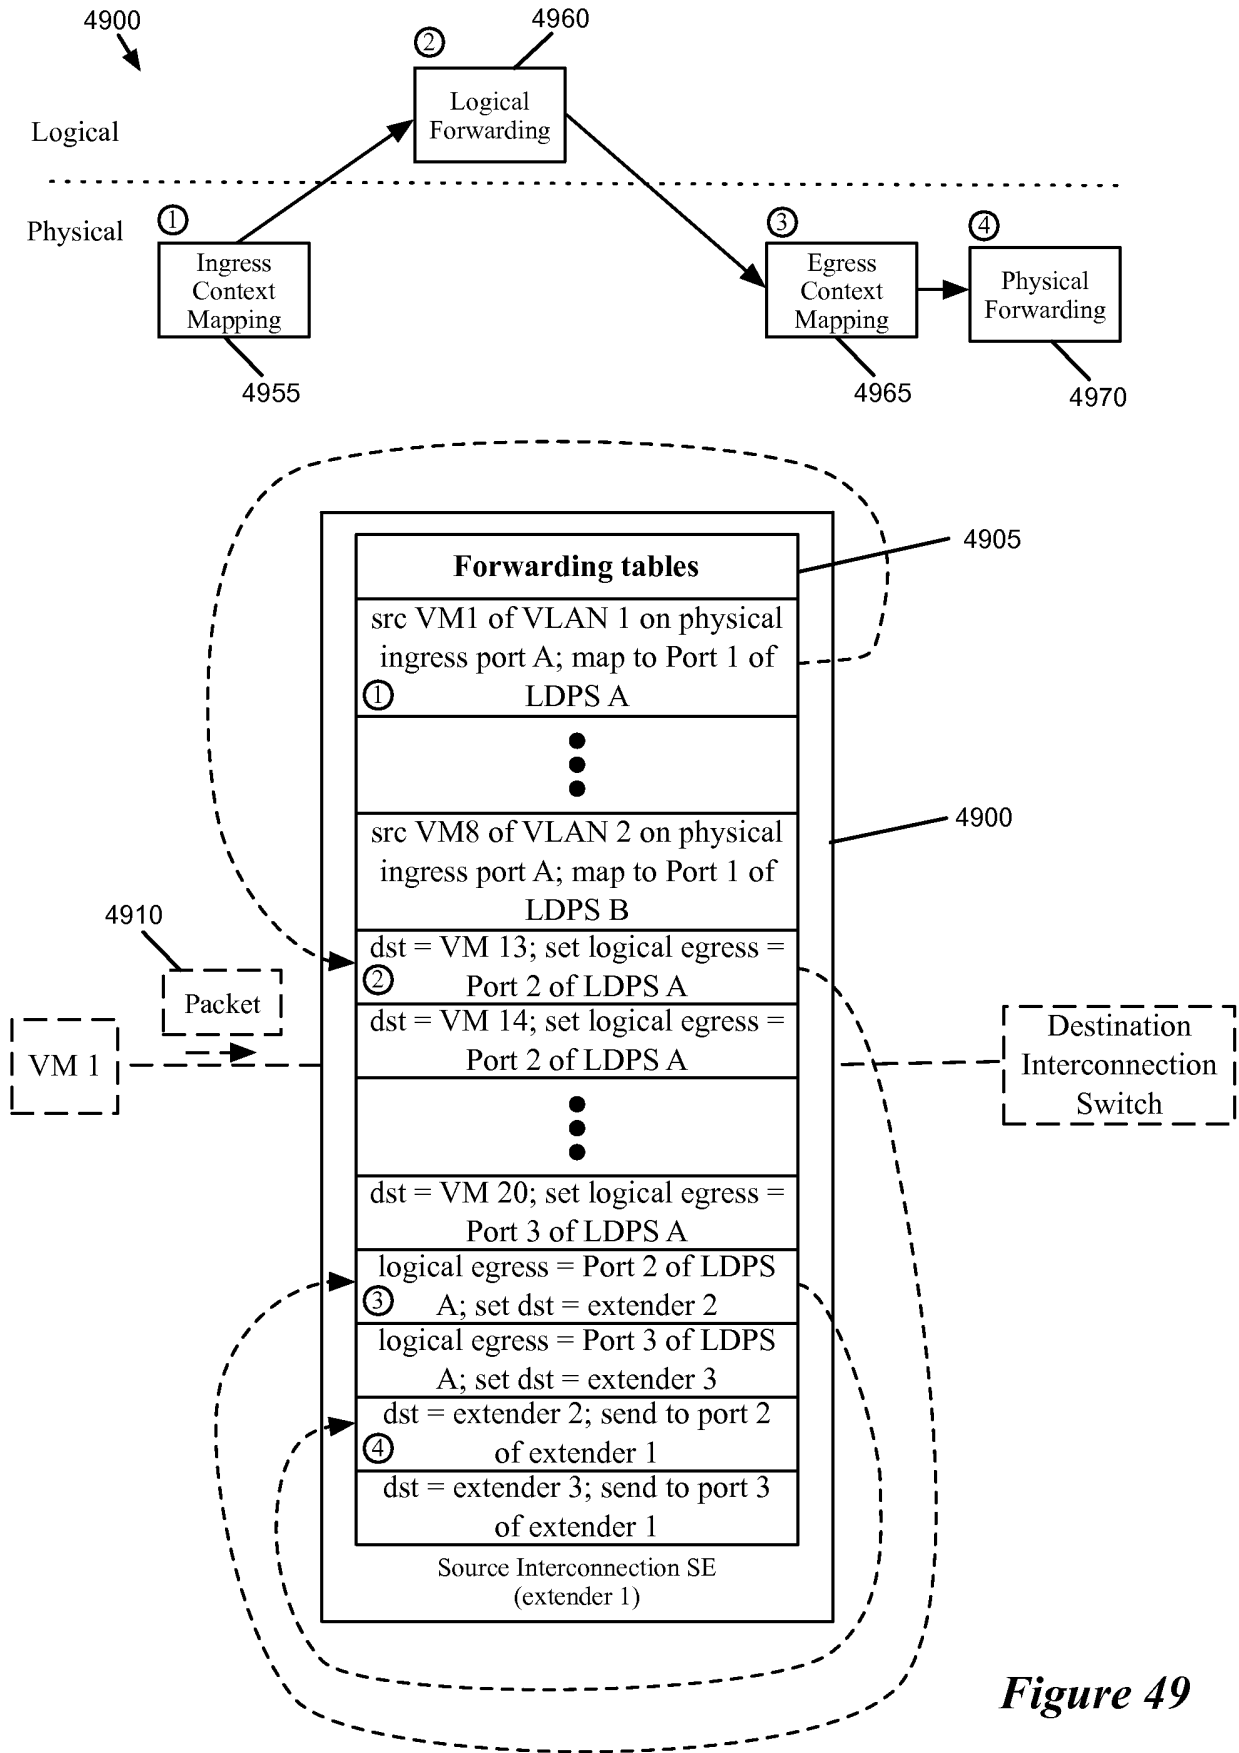 4900
②
4960
Logical
Forwarding
Logical
Physical
①
Ingress
Context
Mapping
③
Egress
Context
Mapping
④
Physical
Forwarding
4955
4965
4970
4905
Forwarding tables
src VM1 of VLAN 1 on physical
ingress port A; map to Port 1 of
① LDPS A
src VM8 of VLAN 2 on physical
ingress port A; map to Port 1 of
LDPS B
4900
dst = VM 13; set logical egress =
② Port 2 of LDPS A
dst = VM 14; set logical egress =
Port 2 of LDPS A
4910
Packet
VM 1
Destination
Interconnection
Switch
dst = VM 20; set logical egress =
Port 3 of LDPS A
logical egress = Port 2 of LDPS
③ A; set dst = extender 2
logical egress = Port 3 of LDPS
A; set dst = extender 3
dst = extender 2; send to port 2
④ of extender 1
dst = extender 3; send to port 3
of extender 1
Source Interconnection SE
(extender 1)
Figure 49